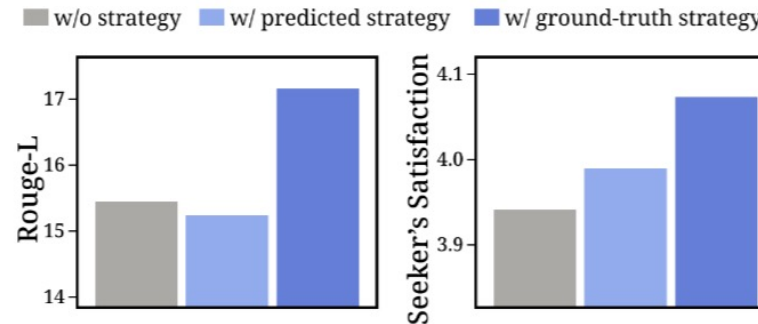 w/o strategy w/ predicted strategy w/ ground-truth strategy
Rouge-L
17
16
15
14
Seeker's Satisfaction
4.1
4.0
3.9